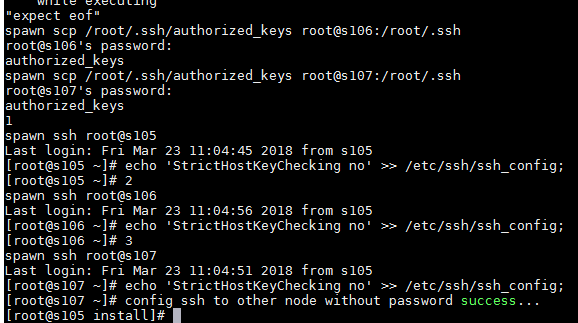 while executing
"expect eof"
spawn scp /root/.ssh/authorized_keys root@s106:/root/.ssh
root@s106's password:
authorized_keys
spawn scp /root/.ssh/authorized_keys root@s107:/root/.ssh
root@s107's password:
authorized_keys
1
spawn ssh root@s105
Last login: Fri Mar 23 11:04:45 2018 from s105
[root@s105 ~]# echo 'StrictHostKeyChecking no' >> /etc/ssh/ssh_config;
[root@s105 ~]# 2
spawn ssh root@s106
Last login: Fri Mar 23 11:04:56 2018 from s105
[root@s106 ~]# echo 'StrictHostKeyChecking no' >> /etc/ssh/ssh_config;
[root@s106 ~]# 3
spawn ssh root@s107
Last login: Fri Mar 23 11:04:51 2018 from s105
[root@s107 ~]# echo 'StrictHostKeyChecking no' >> /etc/ssh/ssh_config;
[root@s107 ~]# config ssh to other node without password success...
[root@s105 install]#